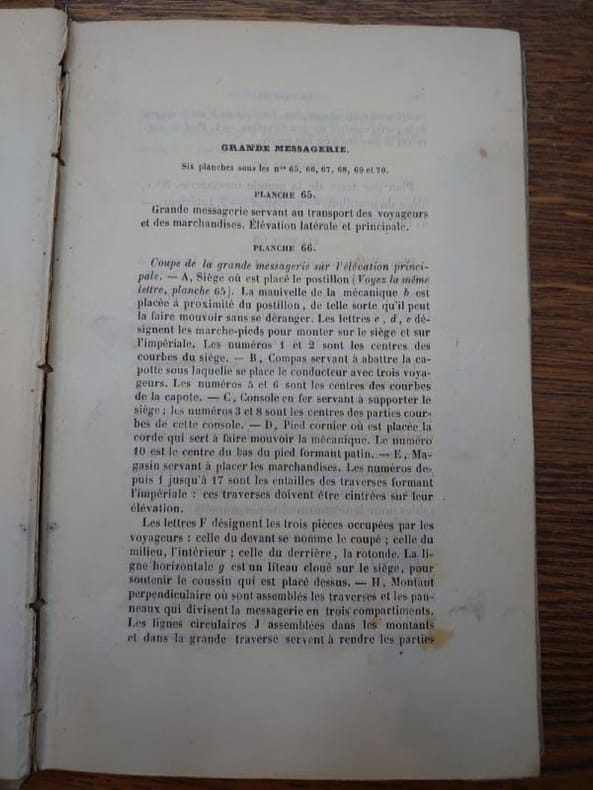 GRANDE MESSAGERIE.
Six planches sous les nos 65, 66, 67, 68, 69 et 70.
PLANCHE 65.
Grande messagerie servant au transport des voyageurs
et des marchandises. Élévation latérale et principale.
PLANCHE 66.
Coupe de la grande messagerie sur l'élévation princi-
pale. — A, Siège où est placé le postillon (Voyez la même
lettre, planche 65). La manivelle de la mécanique b est
placée à proximité du postillon, de telle sorte qu'il peut
la faire mouvoir sans se déranger. Les lettres c, d, e dé-
signent les marche-pieds pour monter sur le siège et sur
l'impériale. Les numéros 1 et 2 sont les centres des
courbes du siège. — B, Compas servant à abattre la ca-
potte sous laquelle se place le conducteur avec trois voya-
geurs. Les numéros 5 et 6 sont les centres des courbes
de la capote. — C, Console en fer servant à supporter le
siège ; les numéros 3 et 8 sont les centres des parties cour-
bes de cette console. — D, Pied cornier où est placée la
corde qui sert à faire mouvoir la mécanique. Le numéro
10 est le centre du bas du pied formant patin. — E, Ma-
gasin servant à placer les marchandises. Les numéros de-
puis 1 jusqu'à 17 sont les entailles des traverses formant
l'impériale : ces traverses doivent être cintrées sur leur
élévation.
Les lettres F désignent les trois pièces occupées par les
voyageurs : celle du devant se nomme le coupé ; celle du
milieu, l'intérieur ; celle du derrière, la rotonde. La li-
gne horizontale g est un liteau cloué sur le siège, pour
soutenir le coussin qui est placé dessus. — H, Montant
perpendiculaire où sont assemblés les traverses et les pan-
neaux qui divisent la messagerie en trois compartiments.
Les lignes circulaires J assemblées dans les montants
et dans la grande traverse servent à rendre les parties